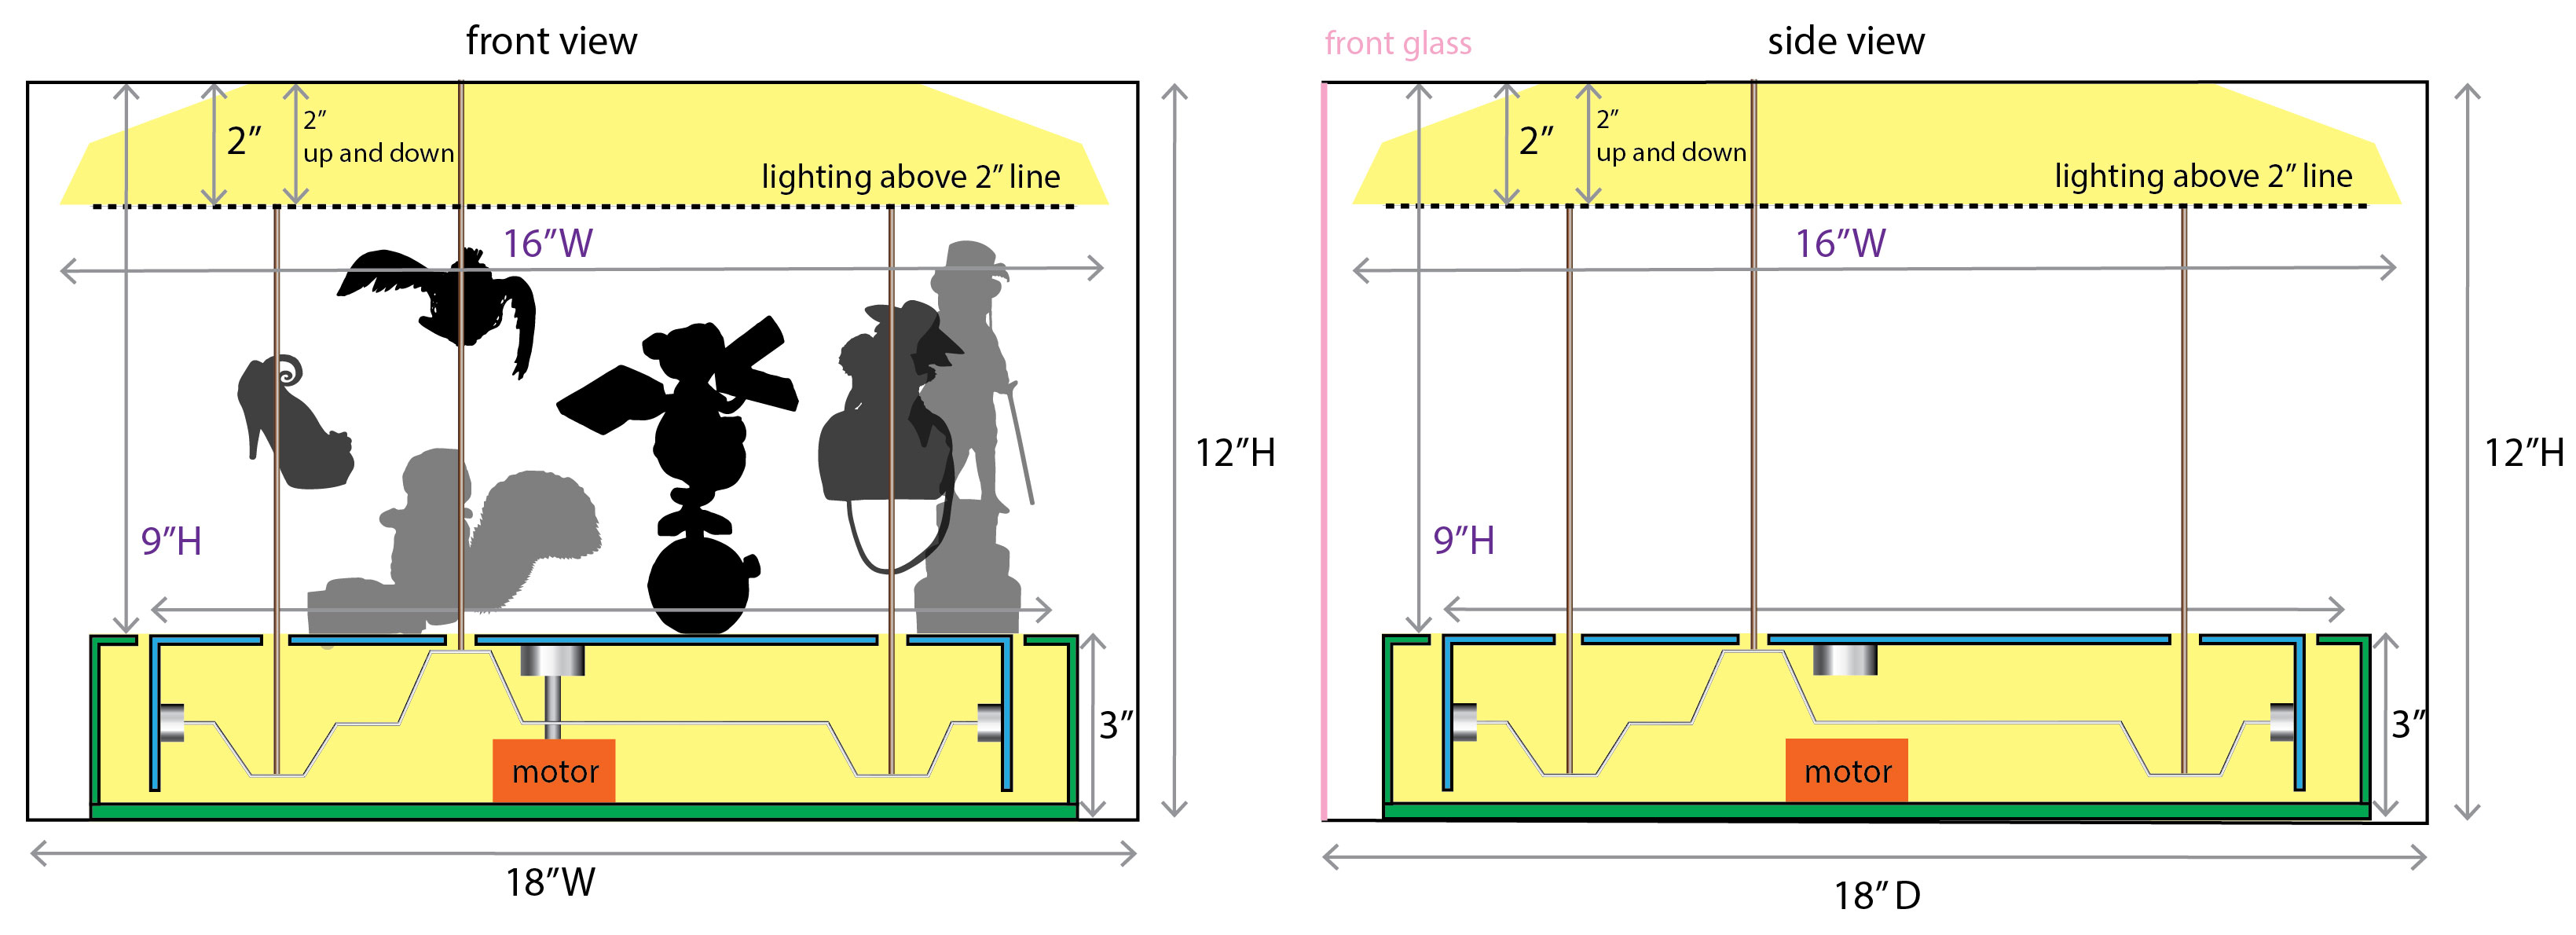 front view
2”
2”
up and down
lighting above 2” line
16”W
9”H
12”H
motor
3”
18”W
front glass
side view
2”
2”
up and down
lighting above 2” line
16”W
9”H
12”H
motor
3”
18” D